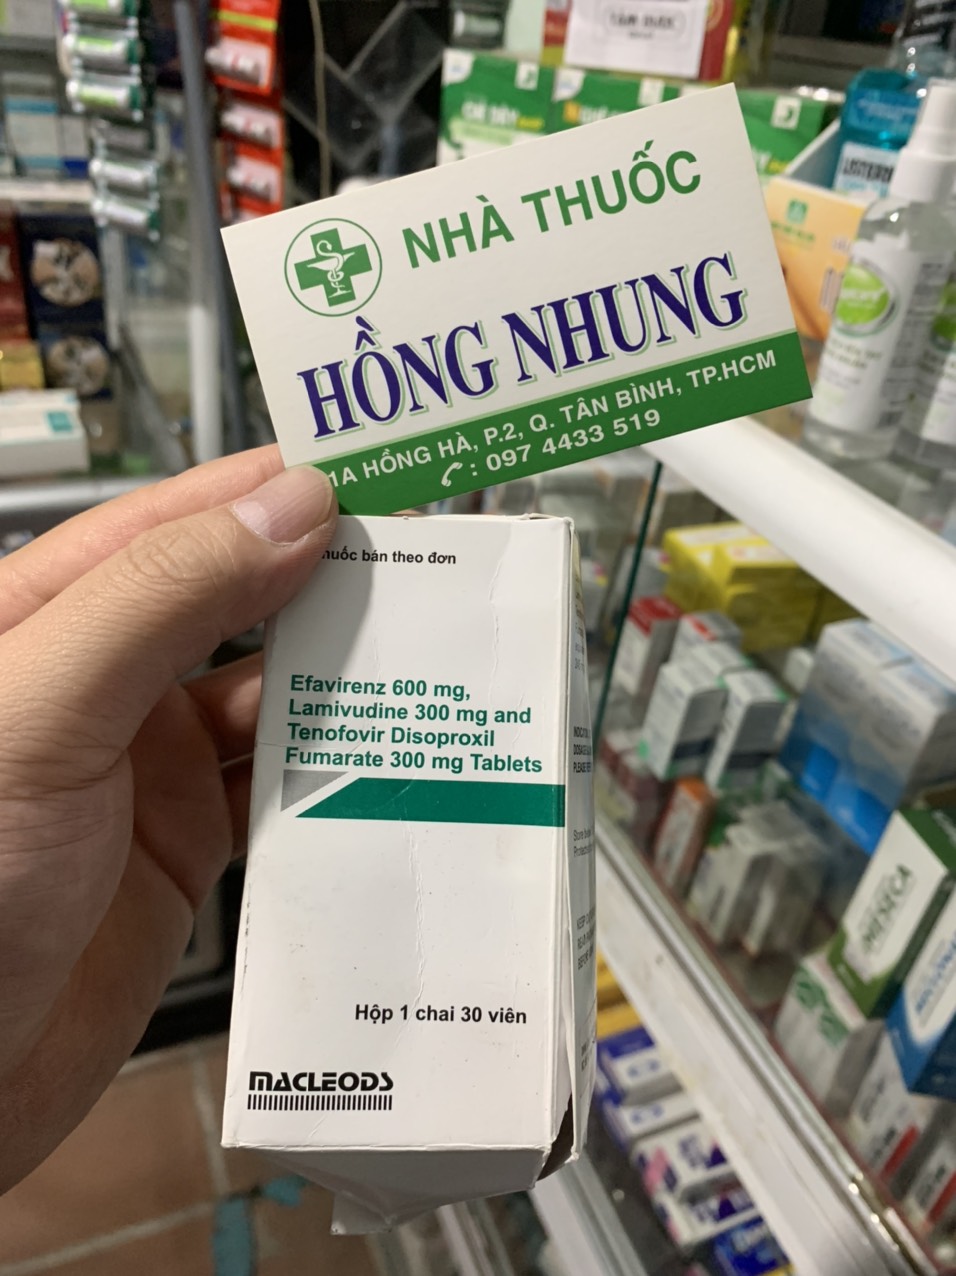 NHÀ THUỐC
HỒNG NHUNG
1A HỒNG HÀ, P.2, Q. TÂN BÌNH, TP.HCM
: 097 4433 519
huốc bán theo đơn
Efavirenz 600 mg,
Lamivudine 300 mg and
Tenofovir Disoproxil
Fumarate 300 mg Tablets
Hộp 1 chai 30 viên
MACLEODS